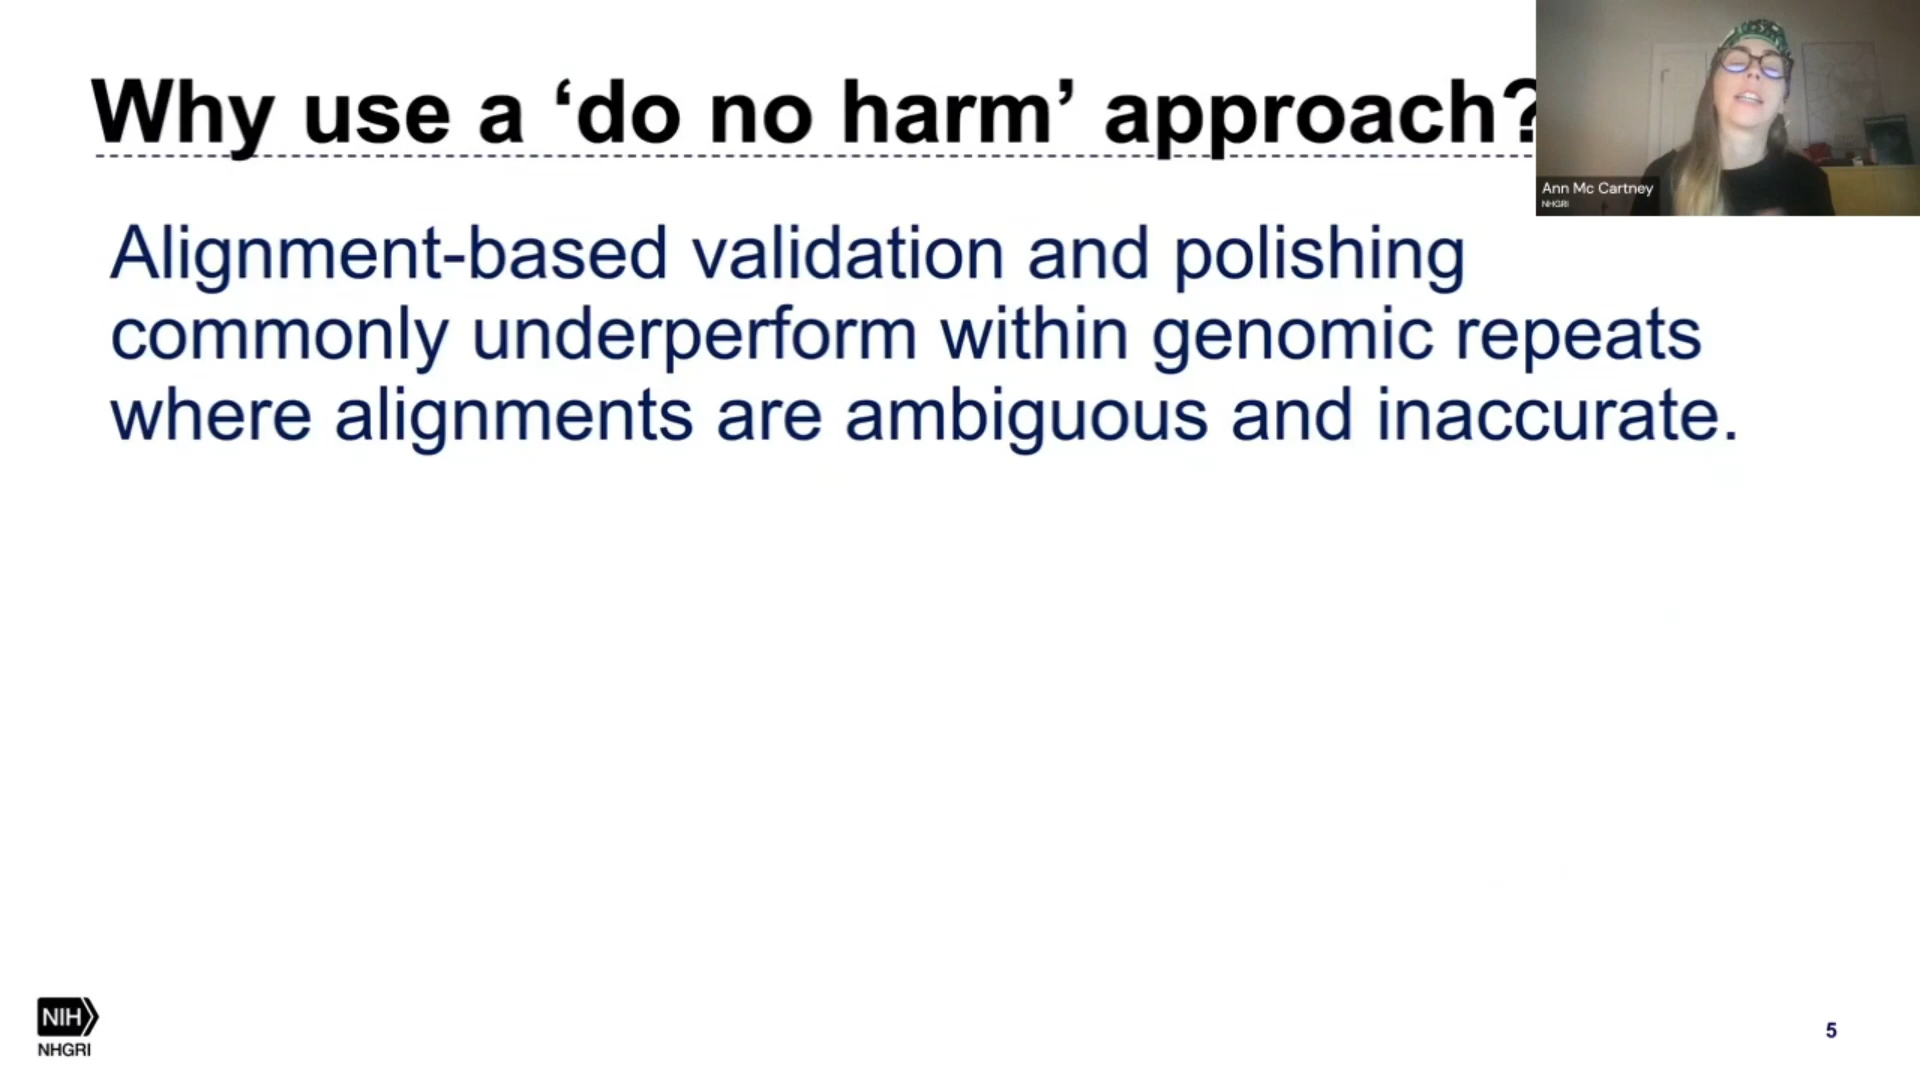 Why use a ‘do no harm’ approach?
Ann Mc Cartney
NHGRI
Alignment-based validation and polishing
commonly underperform within genomic repeats
where alignments are ambiguous and inaccurate.
NIH
NHGRI
5